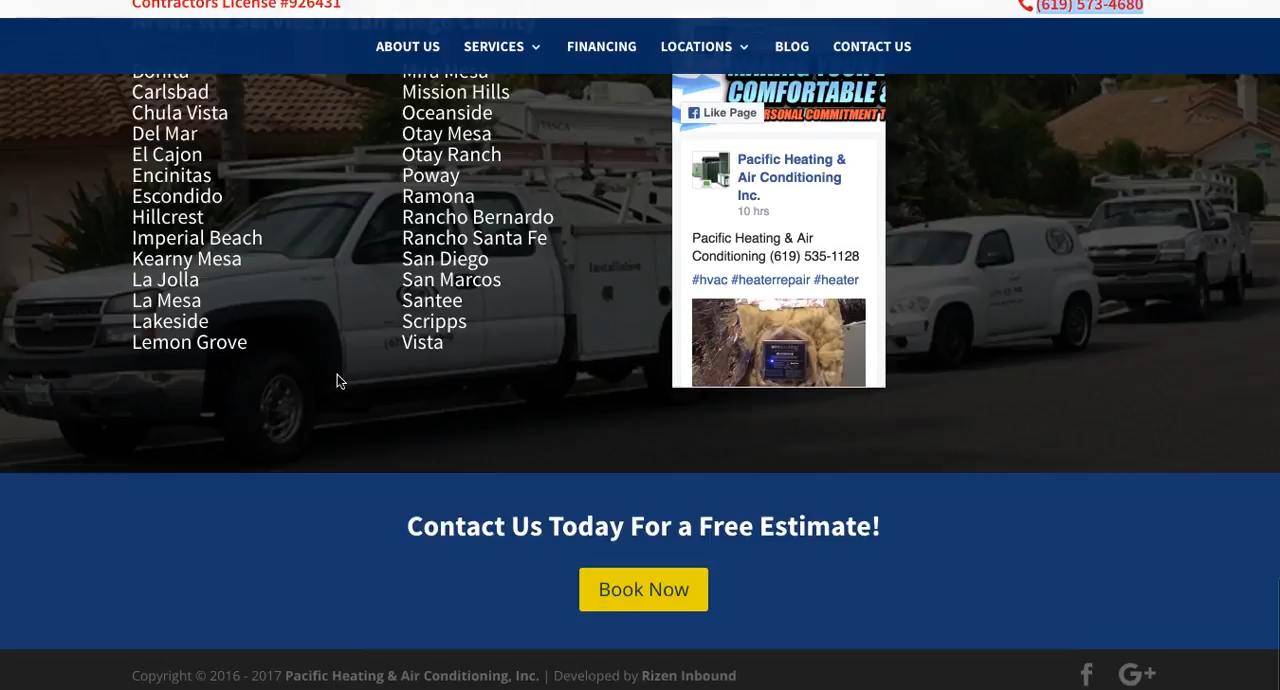 Contractors License #926431
(619) 573-4680
ABOUT US SERVICES FINANCING LOCATIONS BLOG CONTACT US
Bonita
Carlsbad
Chula Vista
Del Mar
El Cajon
Encinitas
Escondido
Hillcrest
Imperial Beach
Kearny Mesa
La Jolla
La Mesa
Lakeside
Lemon Grove
Mira Mesa
Mission Hills
Oceanside
Otay Mesa
Otay Ranch
Poway
Ramona
Rancho Bernardo
Rancho Santa Fe
San Diego
San Marcos
Santee
Scripps
Vista
COMFORTABLE &
Like Page
PERSONAL COMMITMENT T
Pacific Heating &
Air Conditioning
Inc.
10 hrs
Pacific Heating & Air
Conditioning (619) 535-1128
#hvac #heaterrepair #heater
Contact Us Today For a Free Estimate!
Book Now
Copyright © 2016 - 2017 Pacific Heating & Air Conditioning, Inc. | Developed by Rizen Inbound
f G+